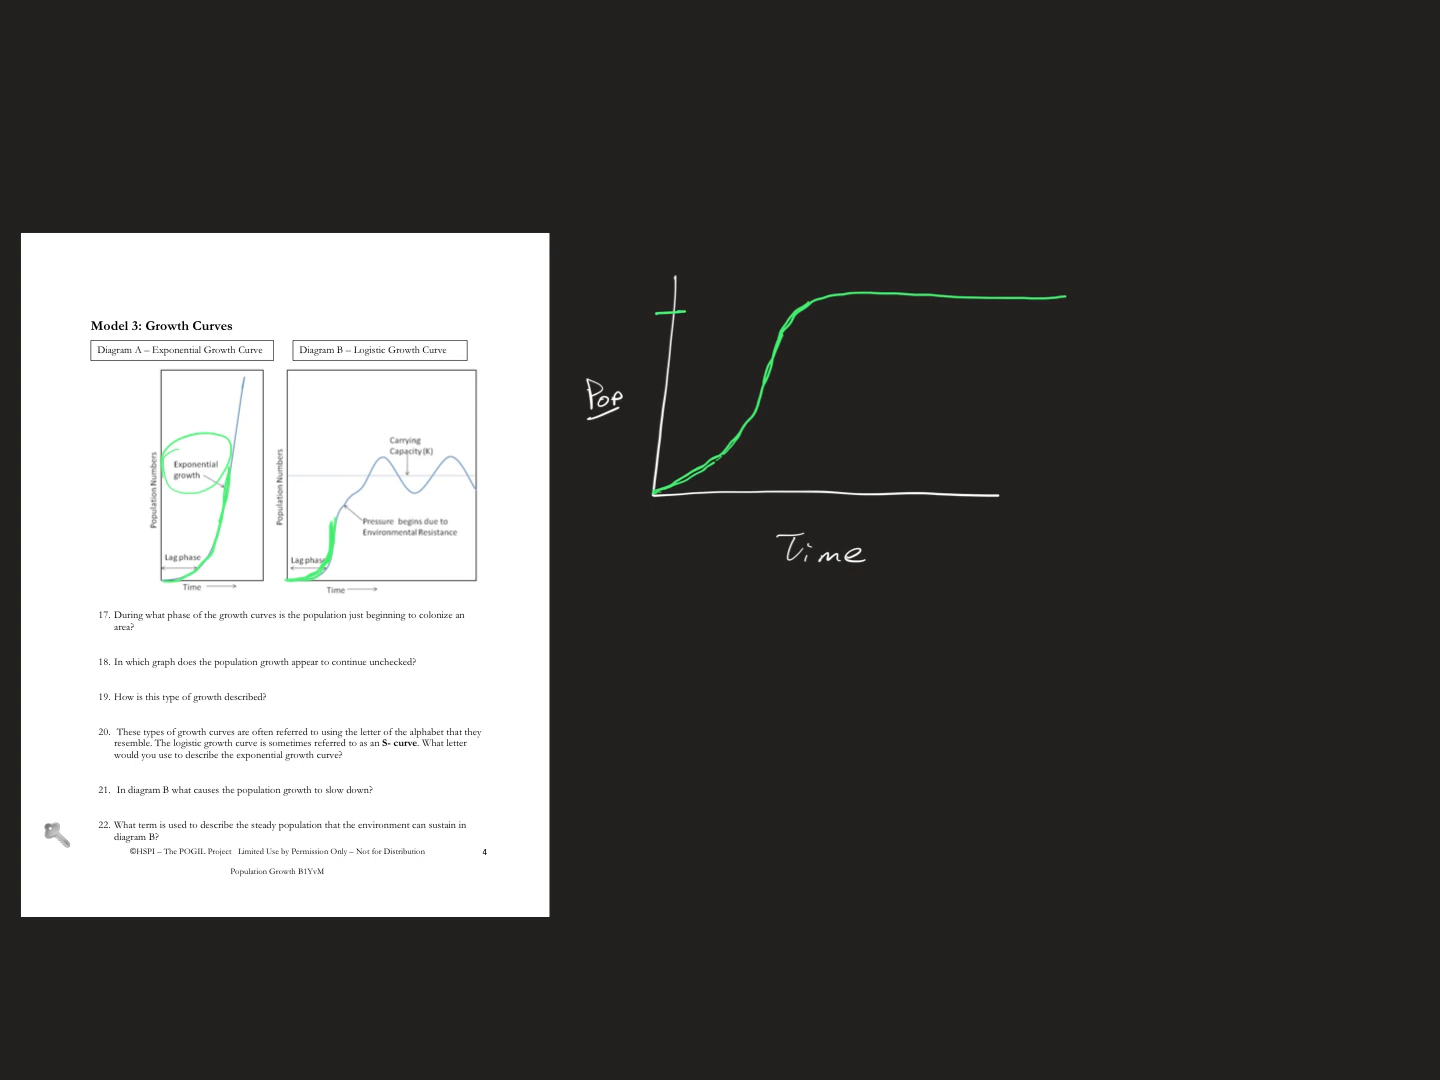 Model 3: Growth Curves
Diagram A – Exponential Growth Curve
Diagram B – Logistic Growth Curve
Population Numbers
Exponential
growth
Lag phase
Time
Population Numbers
Carrying
Capacity (K)
Pressure begins due to
Environmental Resistance
Lag phase
Time
17. During what phase of the growth curves is the population just beginning to colonize an
area?
18. In which graph does the population growth appear to continue unchecked?
19. How is this type of growth described?
20. These types of growth curves are often referred to using the letter of the alphabet that they
resemble. The logistic growth curve is sometimes referred to as an S- curve. What letter
would you use to describe the exponential growth curve?
21. In diagram B what causes the population growth to slow down?
22. What term is used to describe the steady population that the environment can sustain in
diagram B?
©HSPI – The POGIL Project Limited Use by Permission Only – Not for Distribution 4
Population Growth B1YvM
Pop
Time